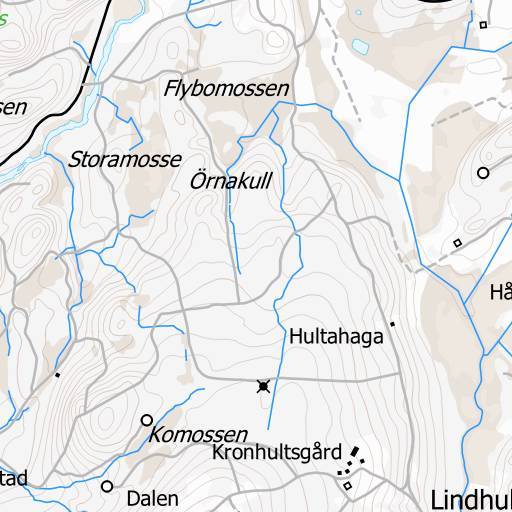 Flybomossen
Storamosse
Örnakull
Hultahaga
Komossen
Kronhultsgård
Dalen